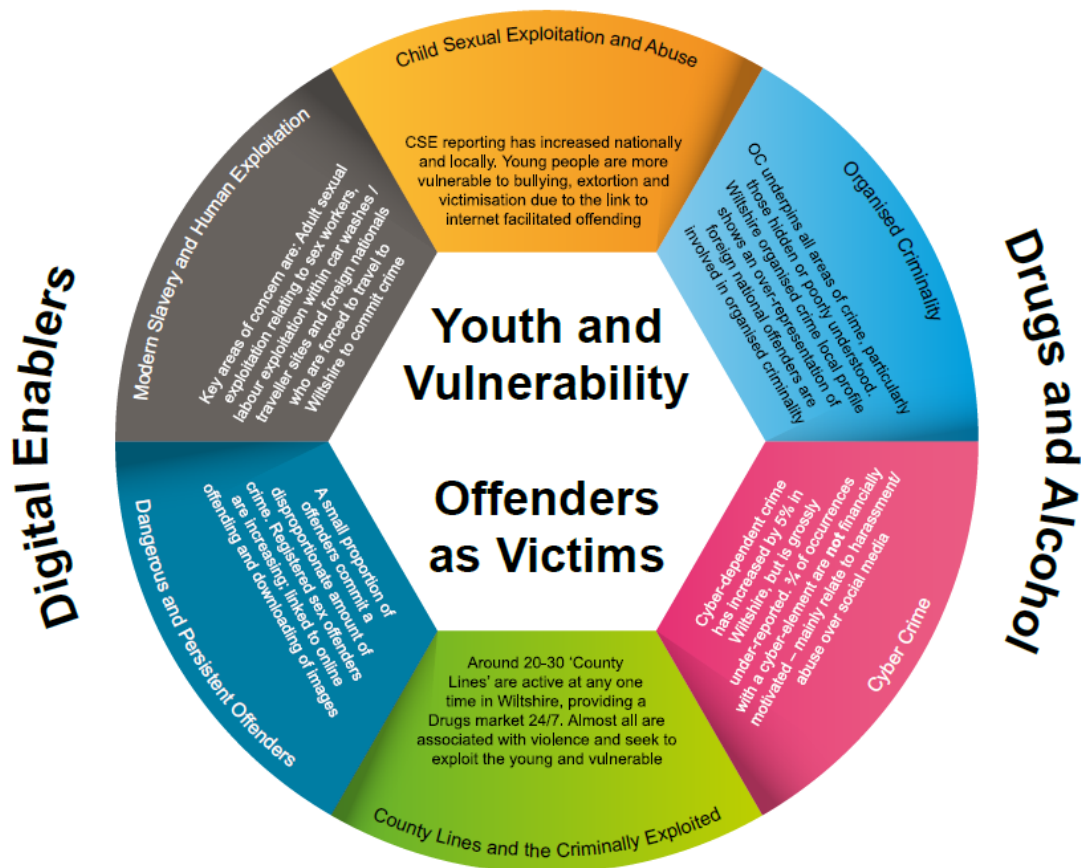 Child Sexual Exploitation and Abuse
CSE reporting has increased nationally
and locally. Young people are more
vulnerable to bullying, extortion and
victimisation due to the link to
internet facilitated offending
Organised Criminality
OC underpins all areas of crime, particularly
those hidden or poorly understood.
Wiltshire organised crime local profile
shows an over-representation of
foreign national offenders are
involved in organised criminality
Drugs and Alcohol
Cyber-dependent crime
has increased by 5% in
Wiltshire, but is grossly
under-reported. ¾ of occurrences
with a cyber-element are not financially
motivated – mainly relate to harassment/
abuse over social media
Cyber Crime
Around 20-30 'County
Lines' are active at any one
time in Wiltshire, providing a
Drugs market 24/7. Almost all are
associated with violence and seek to
exploit the young and vulnerable
County Lines and the Criminally Exploited
A small proportion of
offenders commit a
disproportionate amount of
crime. Registered sex offenders
are increasing; linked to online
offending and downloading of images
Dangerous and Persistent Offenders
Digital Enablers
Modern Slavery and Human Exploitation
Key areas of concern are: Adult sexual
exploitation relating to sex workers,
labour exploitation within car washes /
traveller sites and foreign nationals
who are forced to travel to
Wiltshire to commit crime
Youth and
Vulnerability
Offenders
as Victims